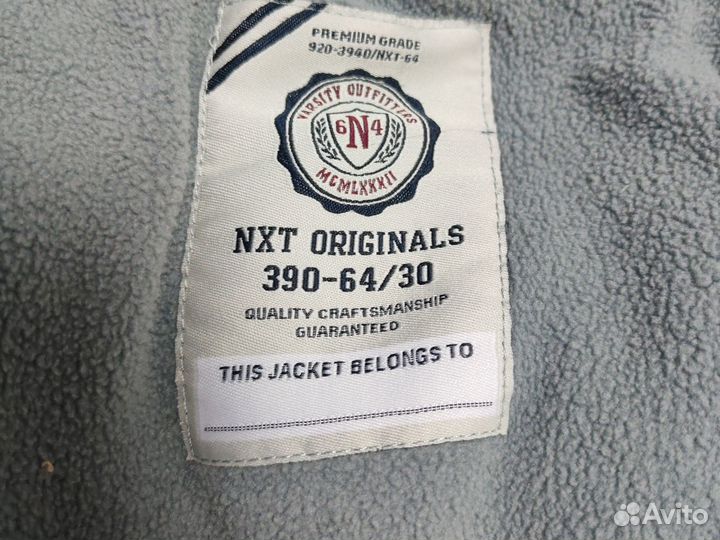 PREMIUM GRADE
920-3940/NXT-64
VARSITY OUTFITTERS
6N4
MCMLXXXII
NXT ORIGINALS
390-64/30
QUALITY CRAFTSMANSHIP
GUARANTEED
THIS JACKET BELONGS TO
Avito